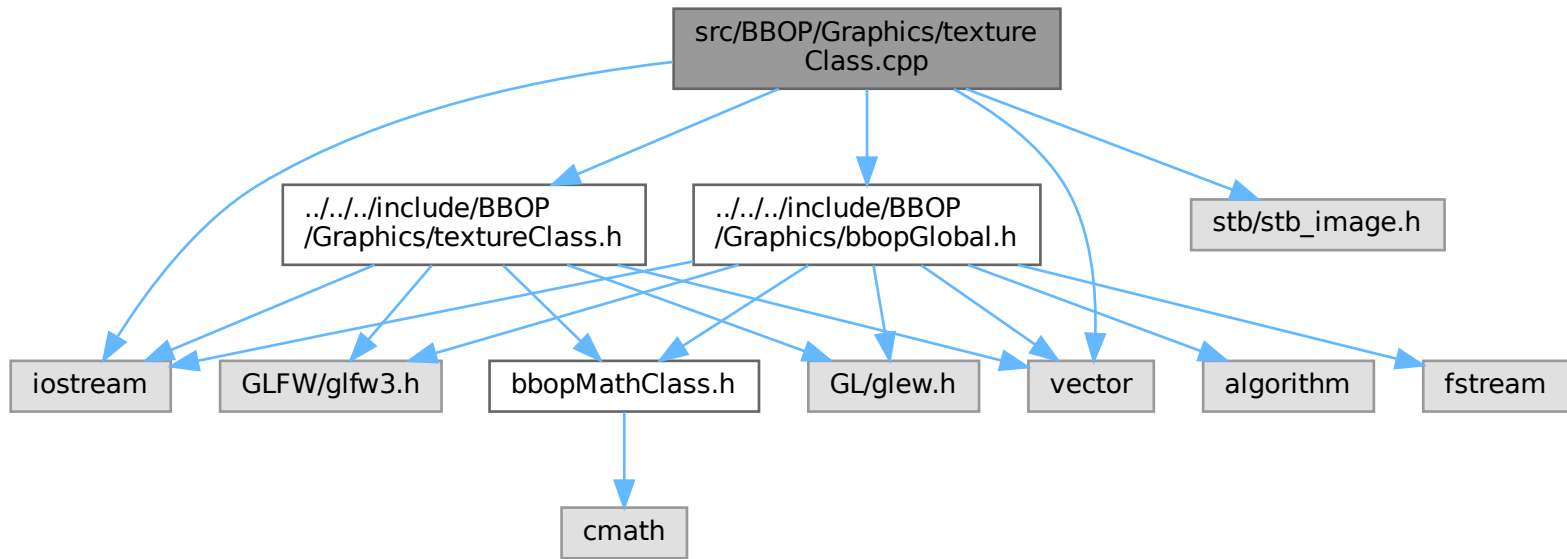 src/BBOP/Graphics/texture
Class.cpp
../../../include/BBOP
/Graphics/textureClass.h
../../../include/BBOP
/Graphics/bbopGlobal.h
stb/stb_image.h
iostream
GLFW/glfw3.h
bbopMathClass.h
GL/glew.h
vector
algorithm
fstream
cmath